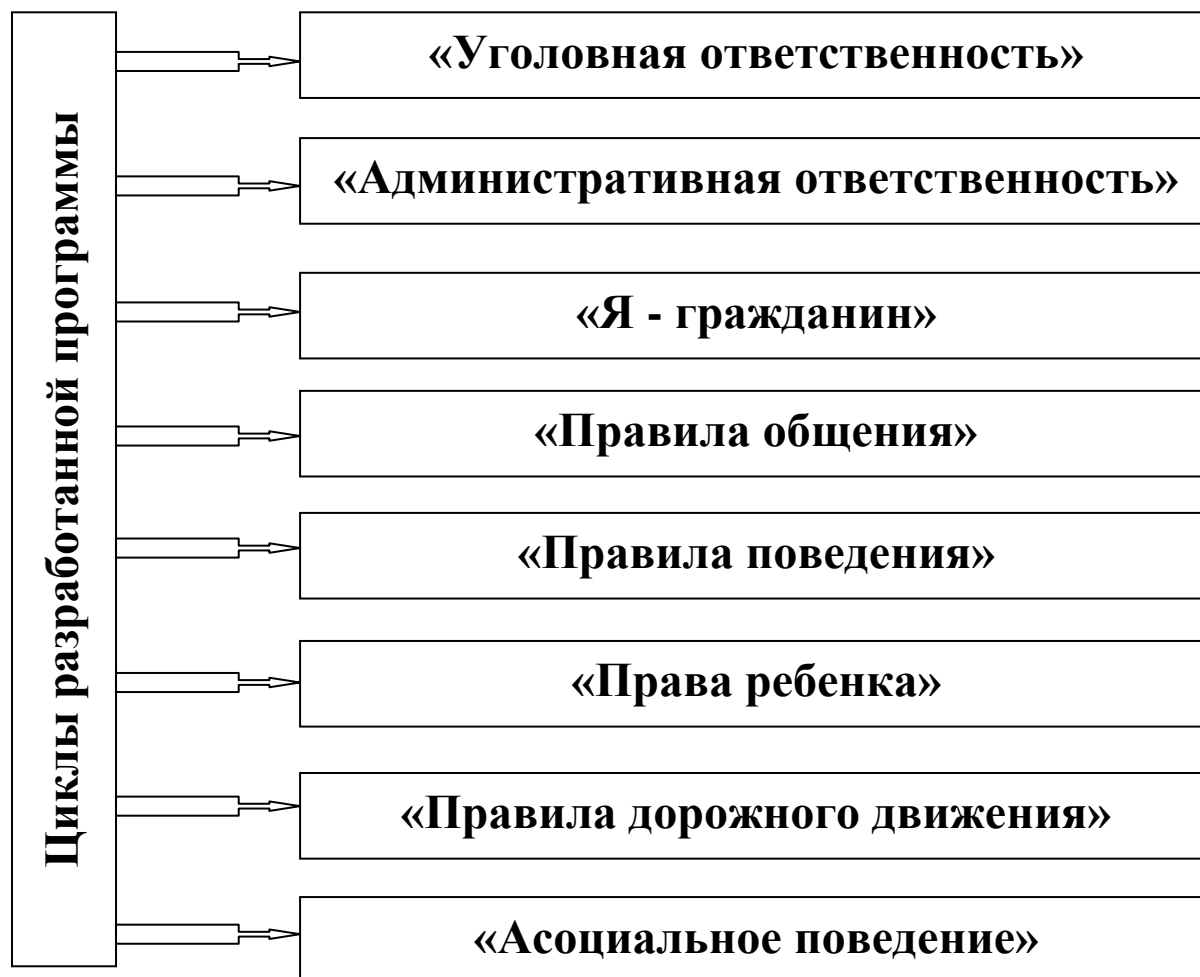 Циклы разработанной программы
«Уголовная ответственность»
«Административная ответственность»
«Я - гражданин»
«Правила общения»
«Правила поведения»
«Права ребенка»
«Правила дорожного движения»
«Асоциальное поведение»